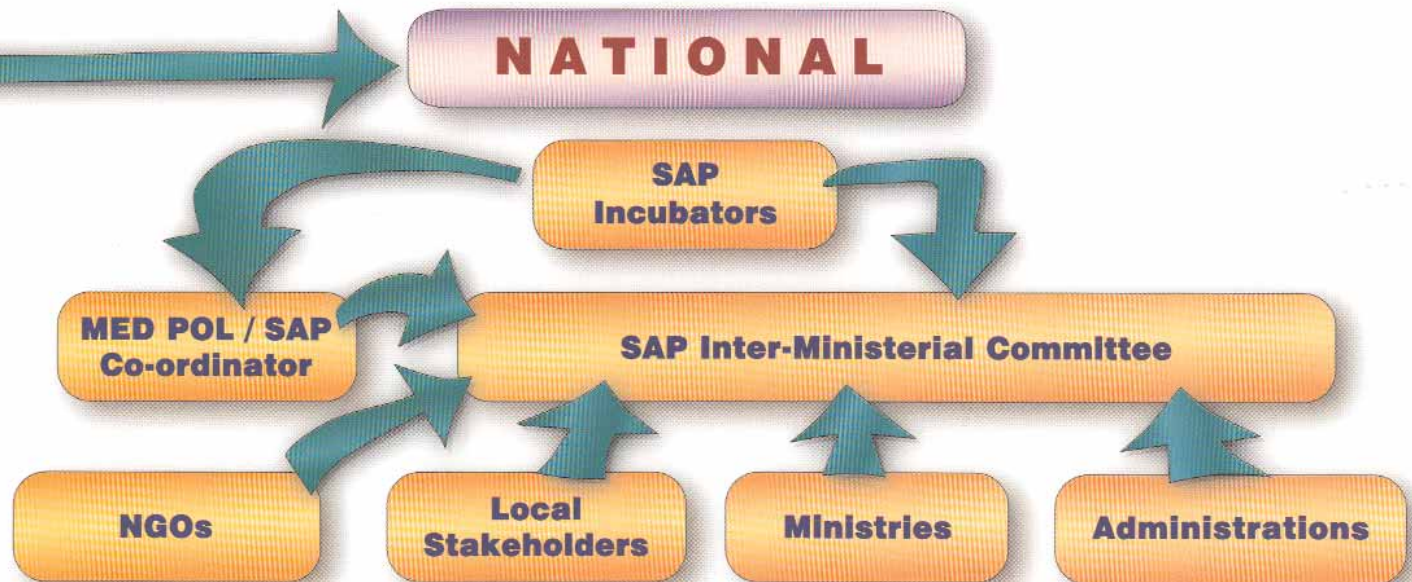 NATIONAL
SAP
Incubators
MED POL / SAP
Co-ordinator
SAP Inter-Ministerial Committee
NGOs
Local
Stakeholders
Ministries
Administrations